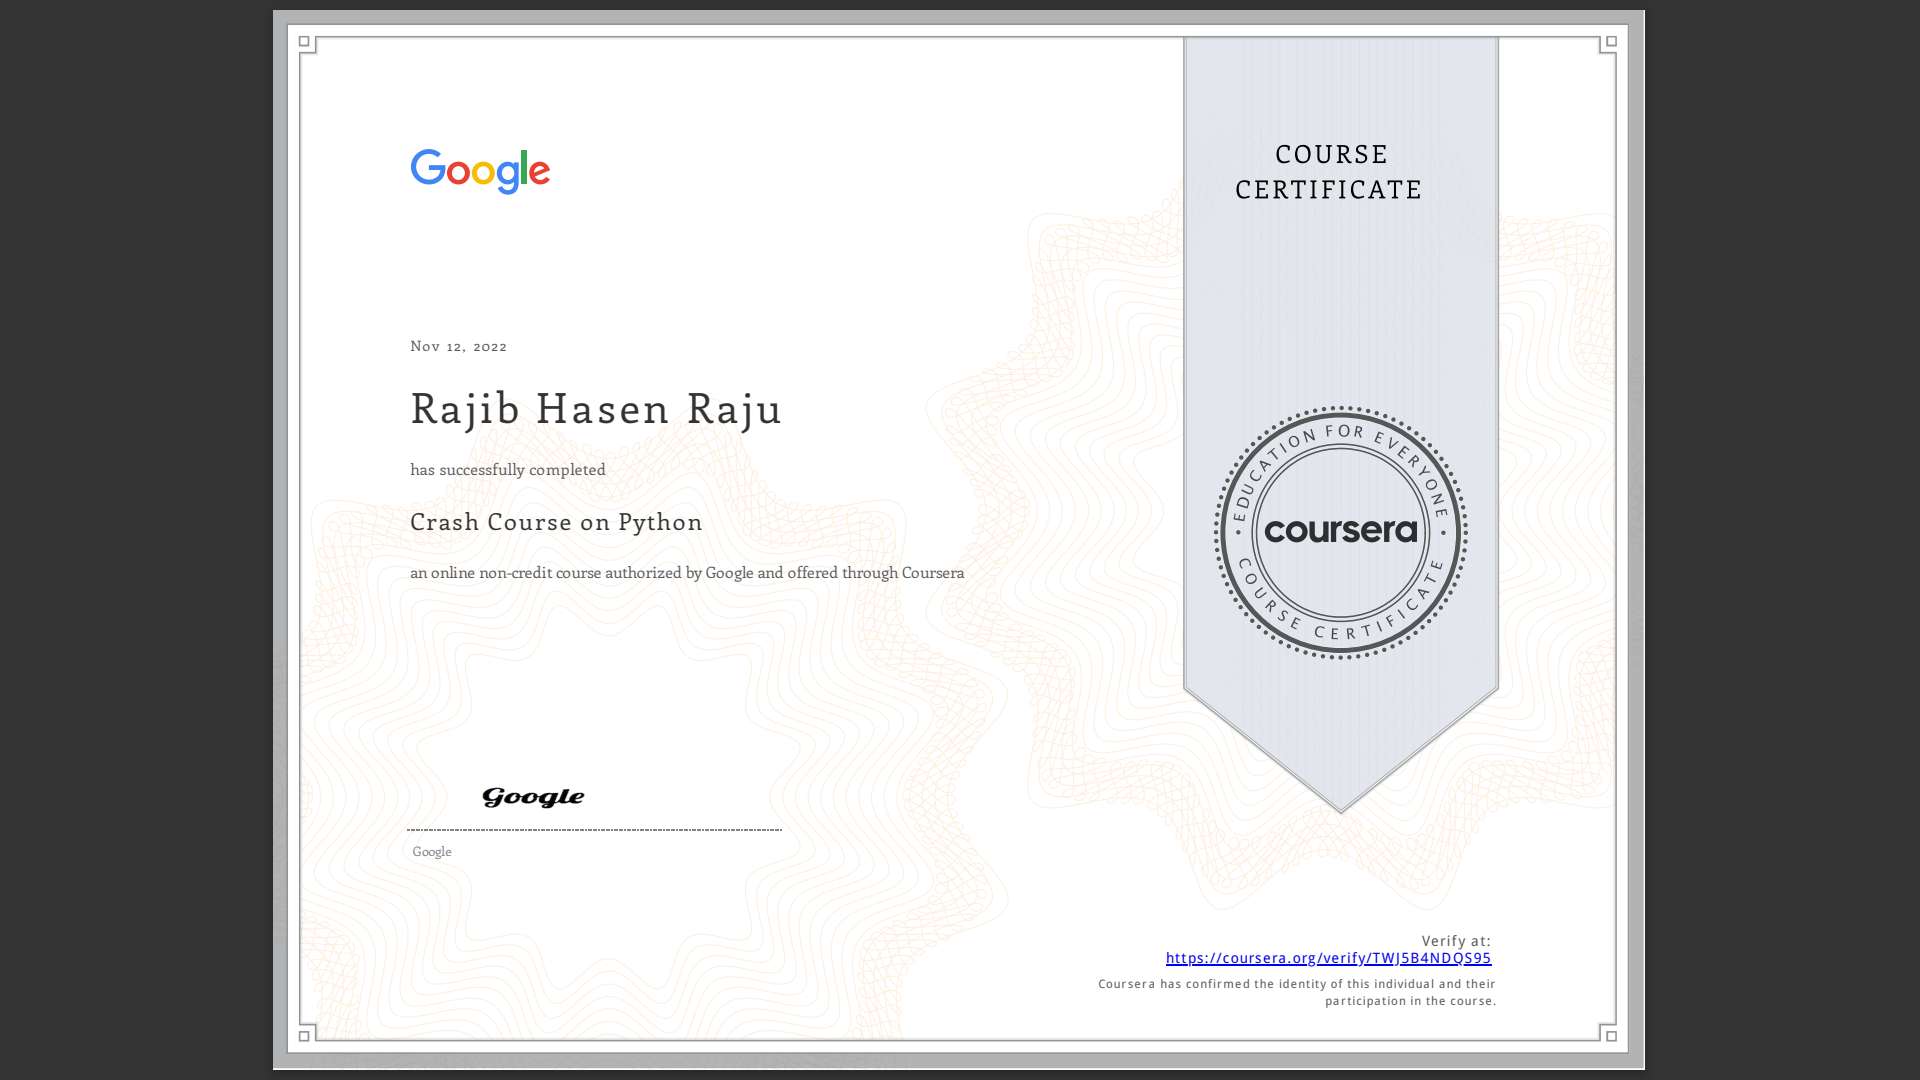 Google
COURSE
CERTIFICATE
Nov 12, 2022
Rajib Hasen Raju
has successfully completed
Crash Course on Python
an online non-credit course authorized by Google and offered through Coursera
EDUCATION FOR EVERYONE
coursera
COURSE CERTIFICATE
Google
Google
Verify at:
https://coursera.org/verify/TWJ5B4NDQS95
Coursera has confirmed the identity of this individual and their
participation in the course.